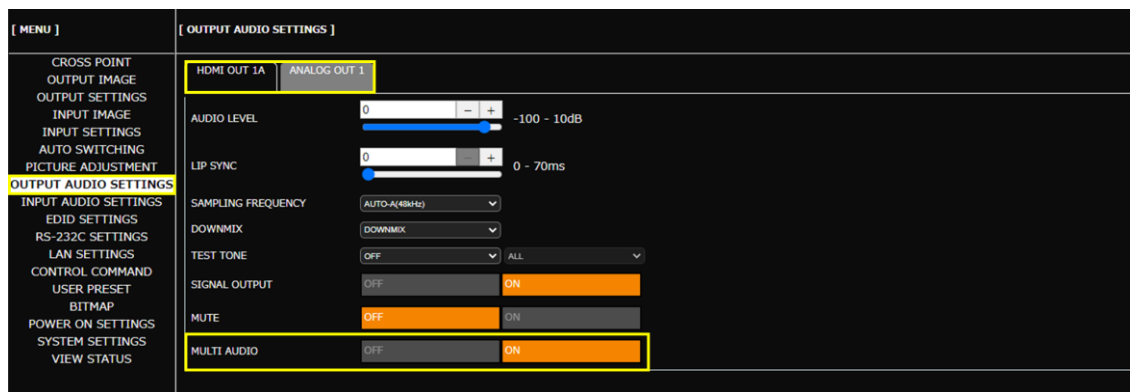 [ MENU ]
[ OUTPUT AUDIO SETTINGS ]
CROSS POINT
OUTPUT IMAGE
OUTPUT SETTINGS
INPUT IMAGE
INPUT SETTINGS
AUTO SWITCHING
PICTURE ADJUSTMENT
OUTPUT AUDIO SETTINGS
INPUT AUDIO SETTINGS
EDID SETTINGS
RS-232C SETTINGS
LAN SETTINGS
CONTROL COMMAND
USER PRESET
BITMAP
POWER ON SETTINGS
SYSTEM SETTINGS
VIEW STATUS
HDMI OUT 1A ANALOG OUT 1
AUDIO LEVEL 0 - + -100 - 10dB
LIP SYNC 0 - + 0 - 70ms
SAMPLING FREQUENCY AUTO-A(48kHz)
DOWNMIX DOWNMIX
TEST TONE OFF ALL
SIGNAL OUTPUT OFF ON
MUTE OFF ON
MULTI AUDIO OFF ON